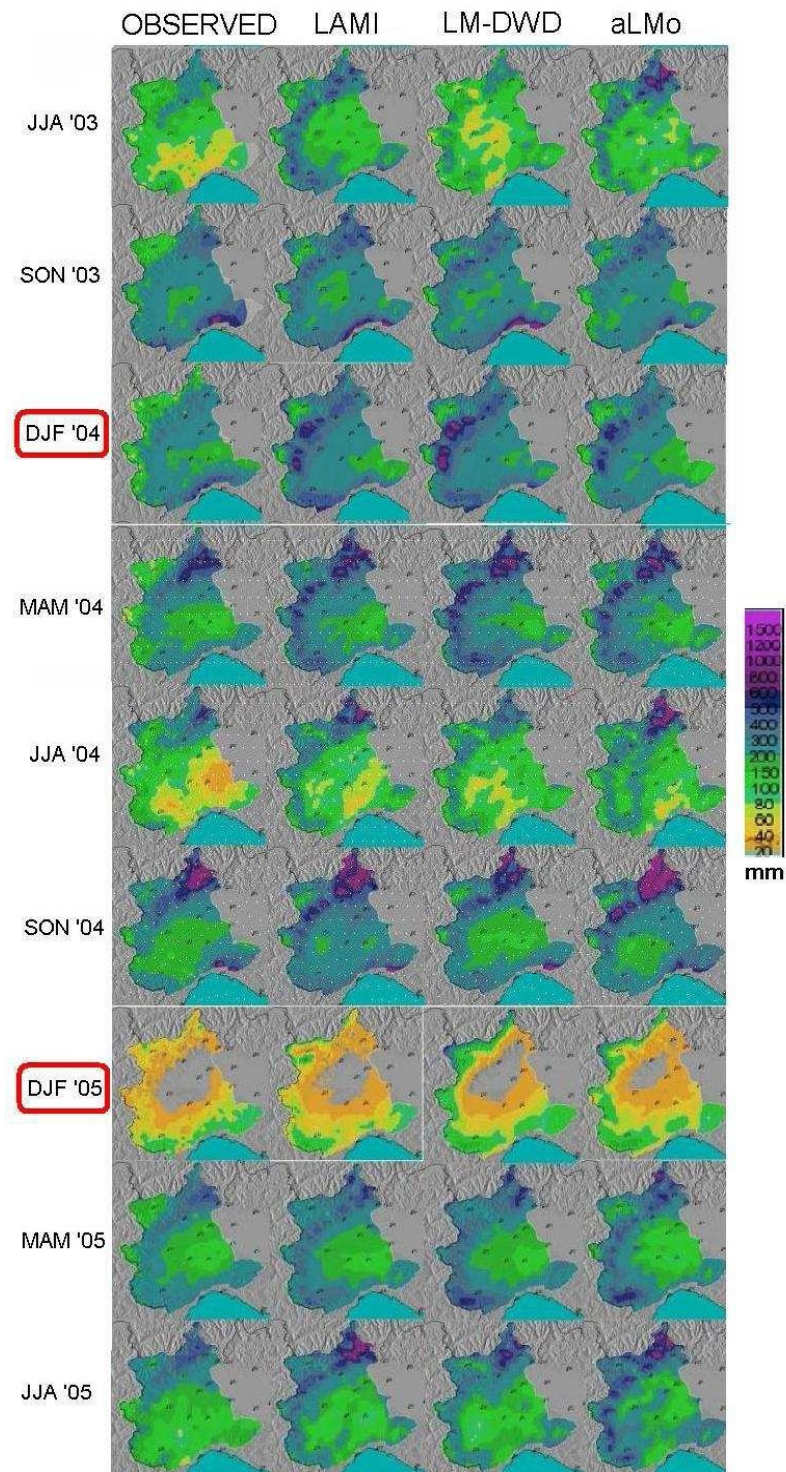 OBSERVED LAMI LM-DWD aLMo
JJA '03
SON '03
DJF '04
MAM '04
JJA '04
SON '04
DJF '05
MAM '05
JJA '05
1500
1200
1000
800
600
500
400
300
200
150
100
80
60
40
20
mm